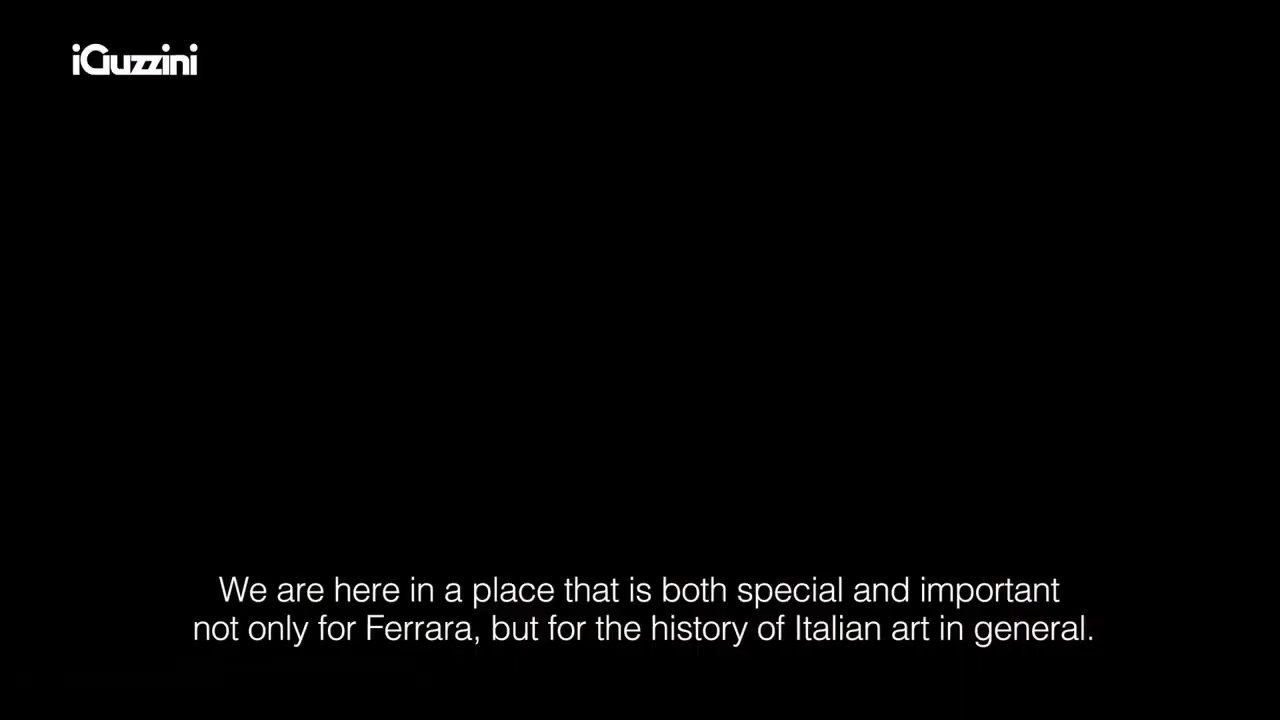 iGuzzini
We are here in a place that is both special and important
not only for Ferrara, but for the history of Italian art in general.